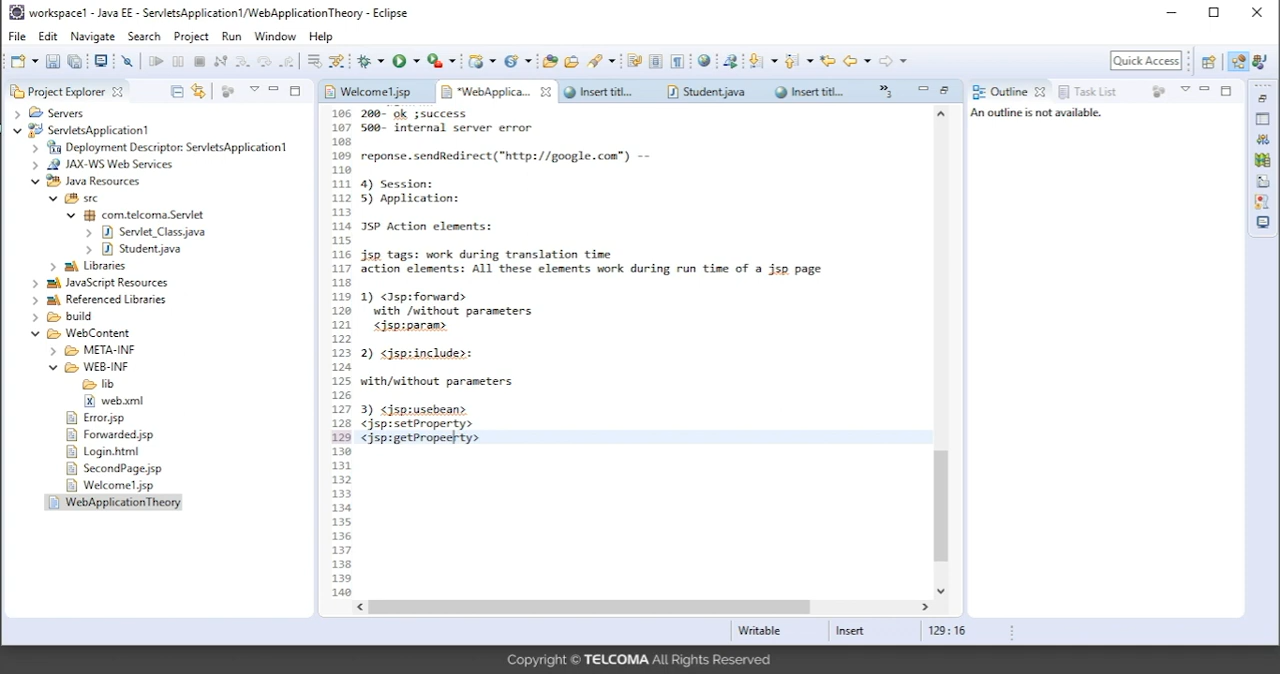 workspace1 - Java EE - ServletsApplication1/WebApplicationTheory - Eclipse
File Edit Navigate Search Project Run Window Help
Quick Access
Project Explorer
Servers
ServletsApplication1
Deployment Descriptor: ServletsApplication1
JAX-WS Web Services
Java Resources
src
com.telcoma.Servlet
Servlet_Class.java
Student.java
Libraries
JavaScript Resources
Referenced Libraries
build
WebContent
META-INF
WEB-INF
lib
web.xml
Error.jsp
Forwarded.jsp
Login.html
SecondPage.jsp
Welcome1.jsp
WebApplicationTheory
Welcome1.jsp *WebApplica... Insert titl... Student.java Insert titl... »3
106 200- ok ;success
107 500- internal server error
108
109 reponse.sendRedirect("http://google.com") --
110
111 4) Session:
112 5) Application:
113
114 JSP Action elements:
115
116 jsp tags: work during translation time
117 action elements: All these elements work during run time of a jsp page
118
119 1) <Jsp:forward>
120 with /without parameters
121 <jsp:param>
122
123 2) <jsp:include>:
124
125 with/without parameters
126
127 3) <jsp:usebean>
128 <jsp:setProperty>
129 <jsp:getPropeerty>
130
131
132
133
134
135
136
137
138
139
140
Outline Task List
An outline is not available.
Writable Insert 129 : 16
Copyright © TELCOMA All Rights Reserved